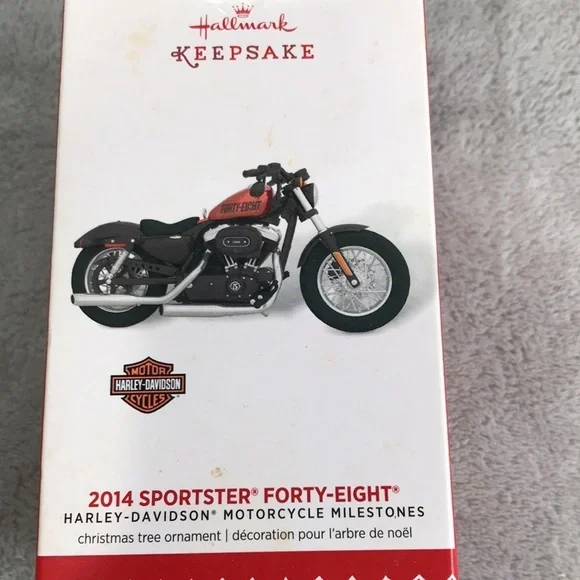 Hallmark
KEEPSAKE
FORTY-EIGHT
MOTOR
HARLEY-DAVIDSON®
CYCLES
2014 SPORTSTER® FORTY-EIGHT®
HARLEY-DAVIDSON® MOTORCYCLE MILESTONES
christmas tree ornament | décoration pour l'arbre de noël